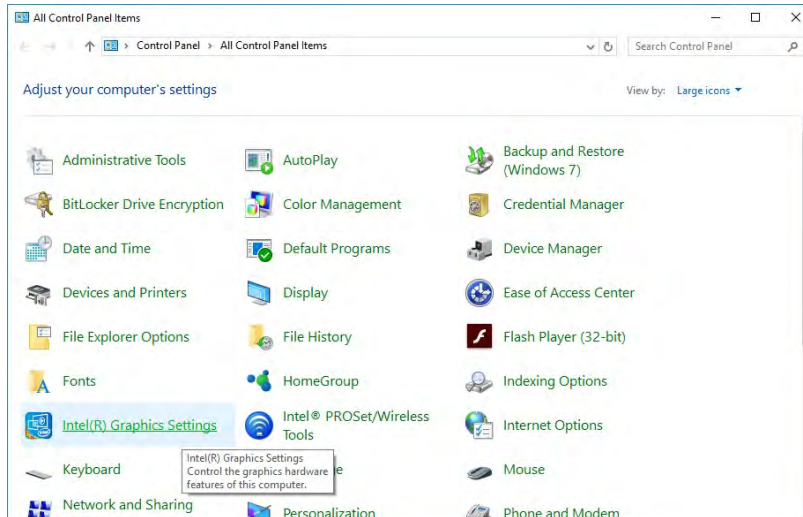 All Control Panel Items
Control Panel > All Control Panel Items
Search Control Panel
Adjust your computer's settings
View by: Large icons
Administrative Tools
AutoPlay
Backup and Restore
(Windows 7)
BitLocker Drive Encryption
Color Management
Credential Manager
Date and Time
Default Programs
Device Manager
Devices and Printers
Display
Ease of Access Center
File Explorer Options
File History
Flash Player (32-bit)
Fonts
HomeGroup
Indexing Options
Intel(R) Graphics Settings
Intel® PROSet/Wireless
Tools
Internet Options
Keyboard
Intel(R) Graphics Settings
Control the graphics hardware
features of this computer.
Mouse
Network and Sharing
Personalization
Phone and Modem